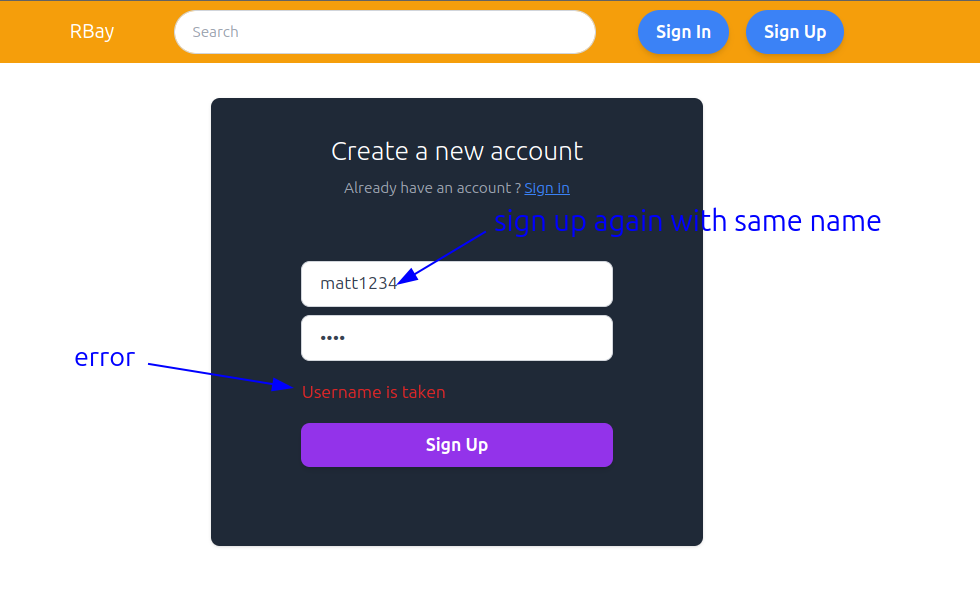 RBay
Search
Sign In
Sign Up
Create a new account
Already have an account ? Sign in
sign up again with same name
matt1234
••••
error
Username is taken
Sign Up